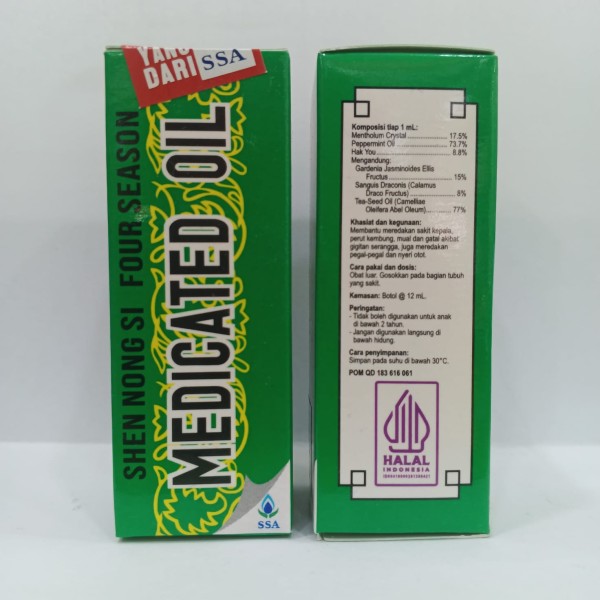 YANG
DARI SSA
SHEN NONG SI FOUR SEASON
MEDICATED OIL
SSA
Komposisi tiap 1 mL:
Mentholum Crystal ............ 17.5%
Peppermint Oil ............ 73.7%
Hak You ............ 8.8%
Mengandung:
Gardenia Jasminoides Ellis
Fructus ............ 15%
Sanguis Draconis (Calamus
Draco Fructus) ............ 8%
Tea-Seed Oil (Camelliae
Oleifera Abel Oleum) ............ 77%
Khasiat dan kegunaan:
Membantu meredakan sakit kepala,
perut kembung, mual dan gatal akibat
gigitan serangga, juga meredakan
pegal-pegal dan nyeri otot.
Cara pakai dan dosis:
Obat luar. Gosokkan pada bagian tubuh
yang sakit.
Kemasan: Botol @ 12 mL.
Peringatan:
- Tidak boleh digunakan untuk anak
di bawah 2 tahun.
- Jangan digunakan langsung di
bawah hidung.
Cara penyimpanan:
Simpan pada suhu di bawah 30°C.
POM QD 183 616 061
HALAL
INDONESIA